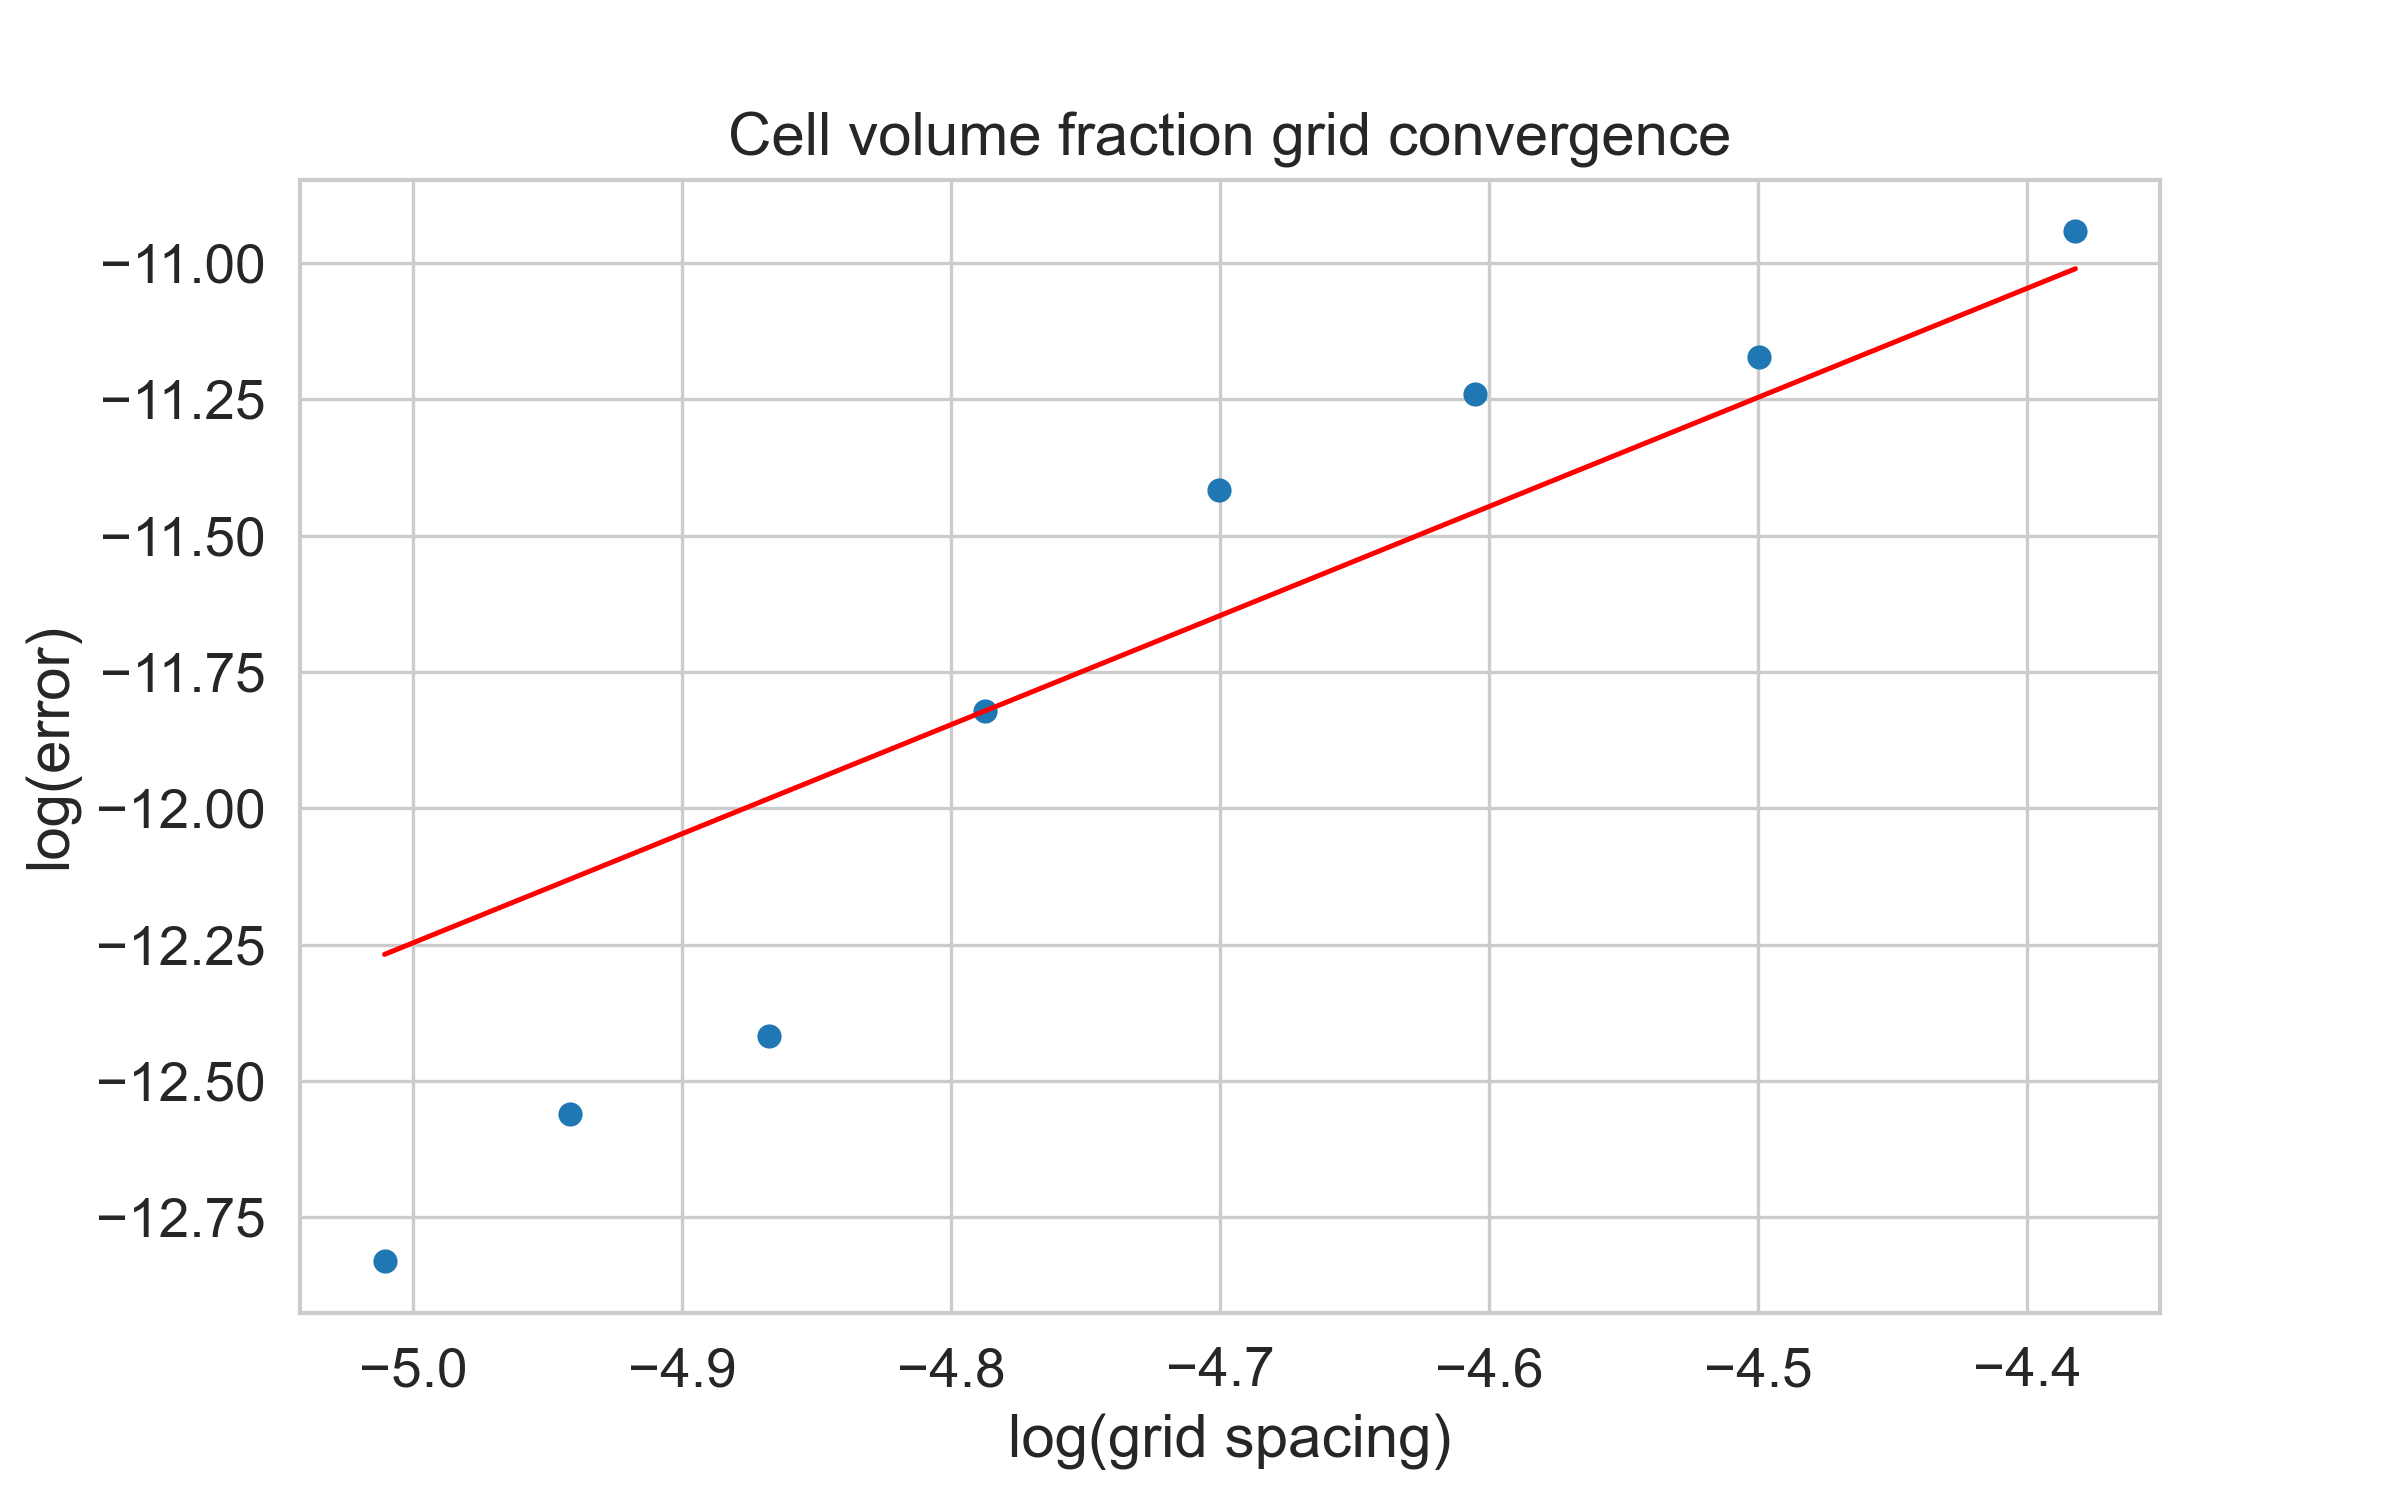 Cell volume fraction grid convergence
−11.00
−11.25
−11.50
−11.75
−12.00
−12.25
−12.50
−12.75
log(error)
−5.0 −4.9 −4.8 −4.7 −4.6 −4.5 −4.4
log(grid spacing)